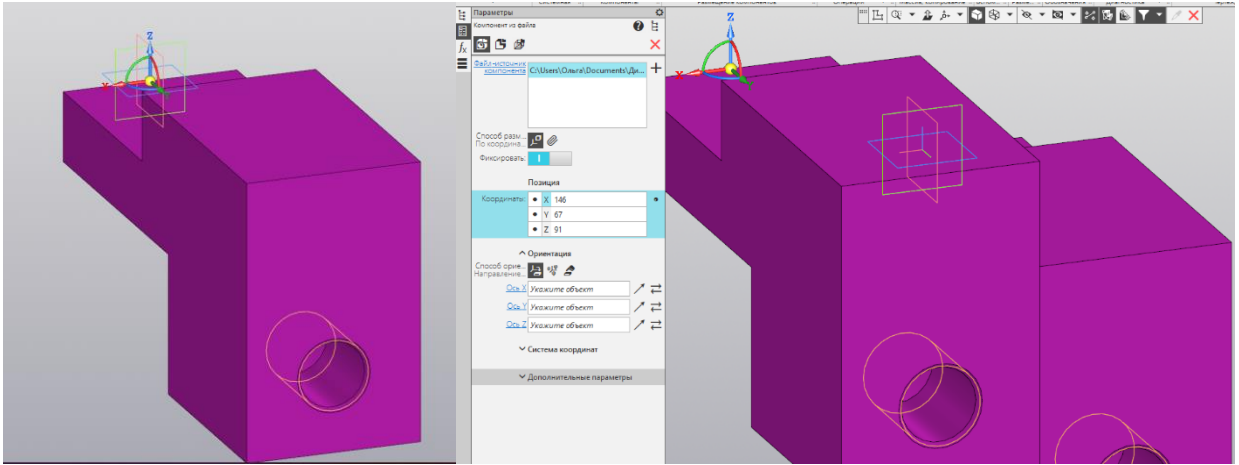 Z
X
Параметры
Компонент из файла
Файл-источник
компонента
C:\Users\Ольга\Documents\Ди...
Способ разм...
По координа...
Фиксировать:
Позиция
Координаты:
X 146
Y 67
Z 91
Ориентация
Способ орие...
Направление...
Ось X Укажите объект
Ось Y Укажите объект
Ось Z Укажите объект
Система координат
Дополнительные параметры
Z
X